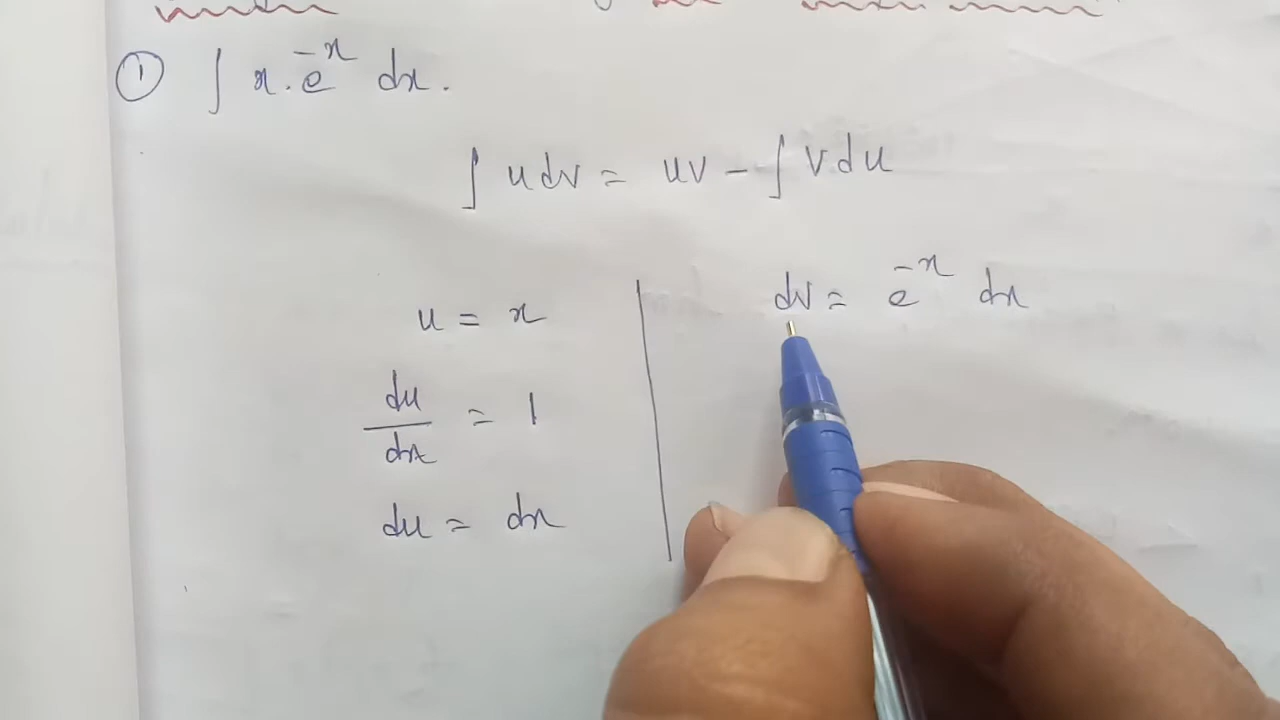 ① ∫ x.e^-x dx.
∫ u dv = uv - ∫ v du
u = x
du/dx = 1
du = dx
dv = e^-x dx